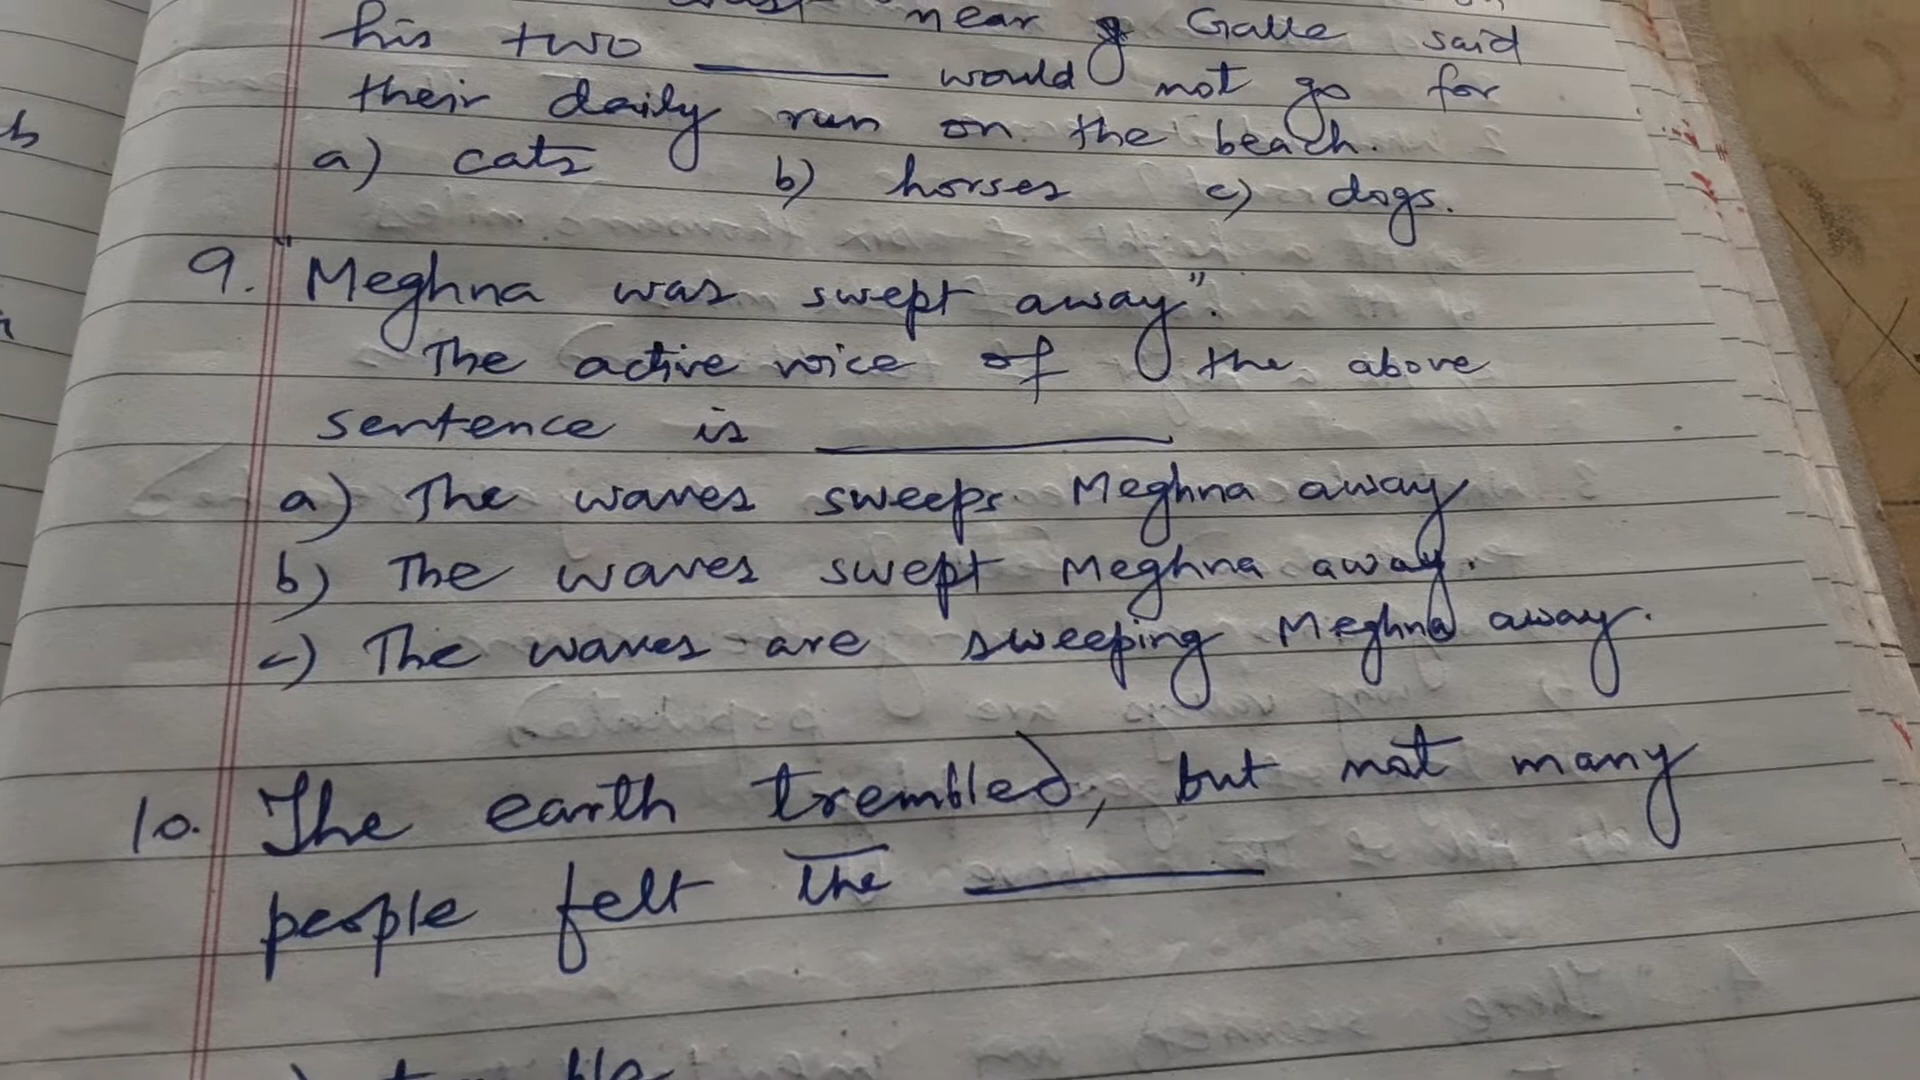 near Galle said
his two ______ would not go for
their daily run on the beach.
a) cats b) horses c) dogs.
9. "Meghna was swept away".
The active voice of the above
sentence is ______
a) The waves sweeps Meghna away
b) The waves swept Meghna away.
c) The waves are sweeping Meghna away.
10. The earth trembled, but not many
people felt the ______